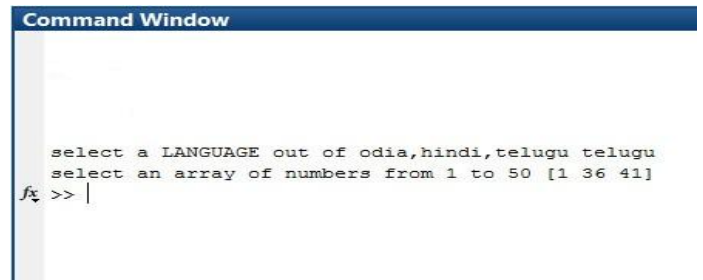 Command Window
select a LANGUAGE out of odia,hindi,telugu telugu
select an array of numbers from 1 to 50 [1 36 41]
fx >>